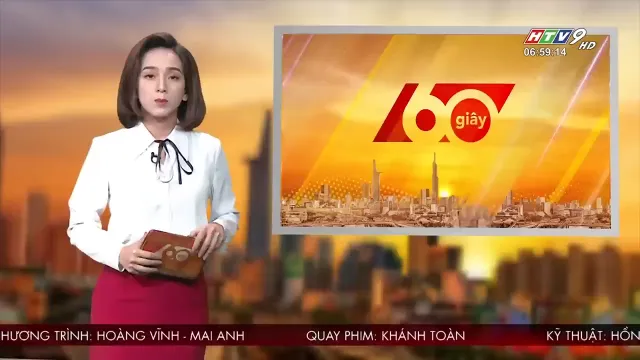 HTV9 HD
06:59:14
60 giây
HƯƠNG TRÌNH: HOÀNG VĨNH - MAI ANH QUAY PHIM: KHÁNH TOÀN KỸ THUẬT: HỒN